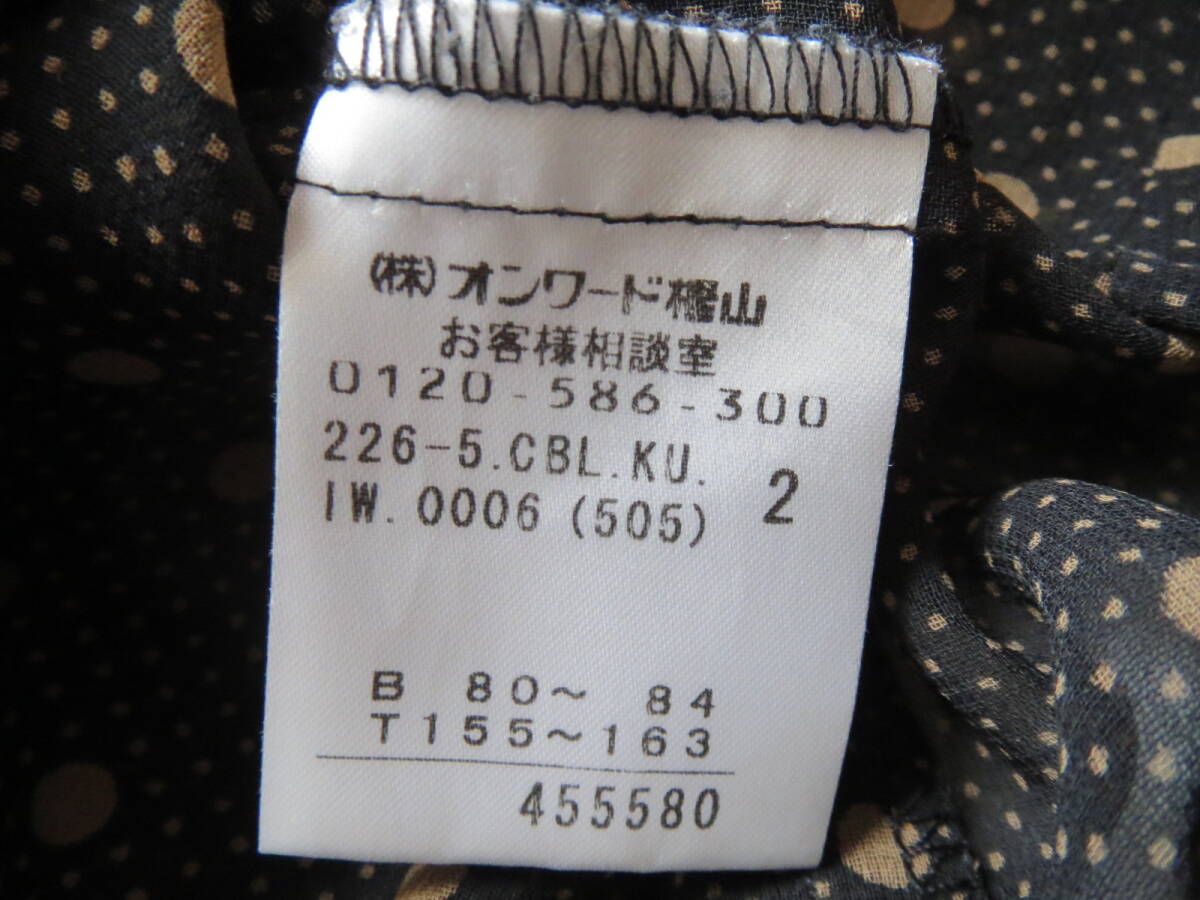 (株)オンワード樫山
お客様相談室
0120-586-300
226-5.CBL.KU.
IW.0006 (505) 2
B 80～ 84
T155～163
455580